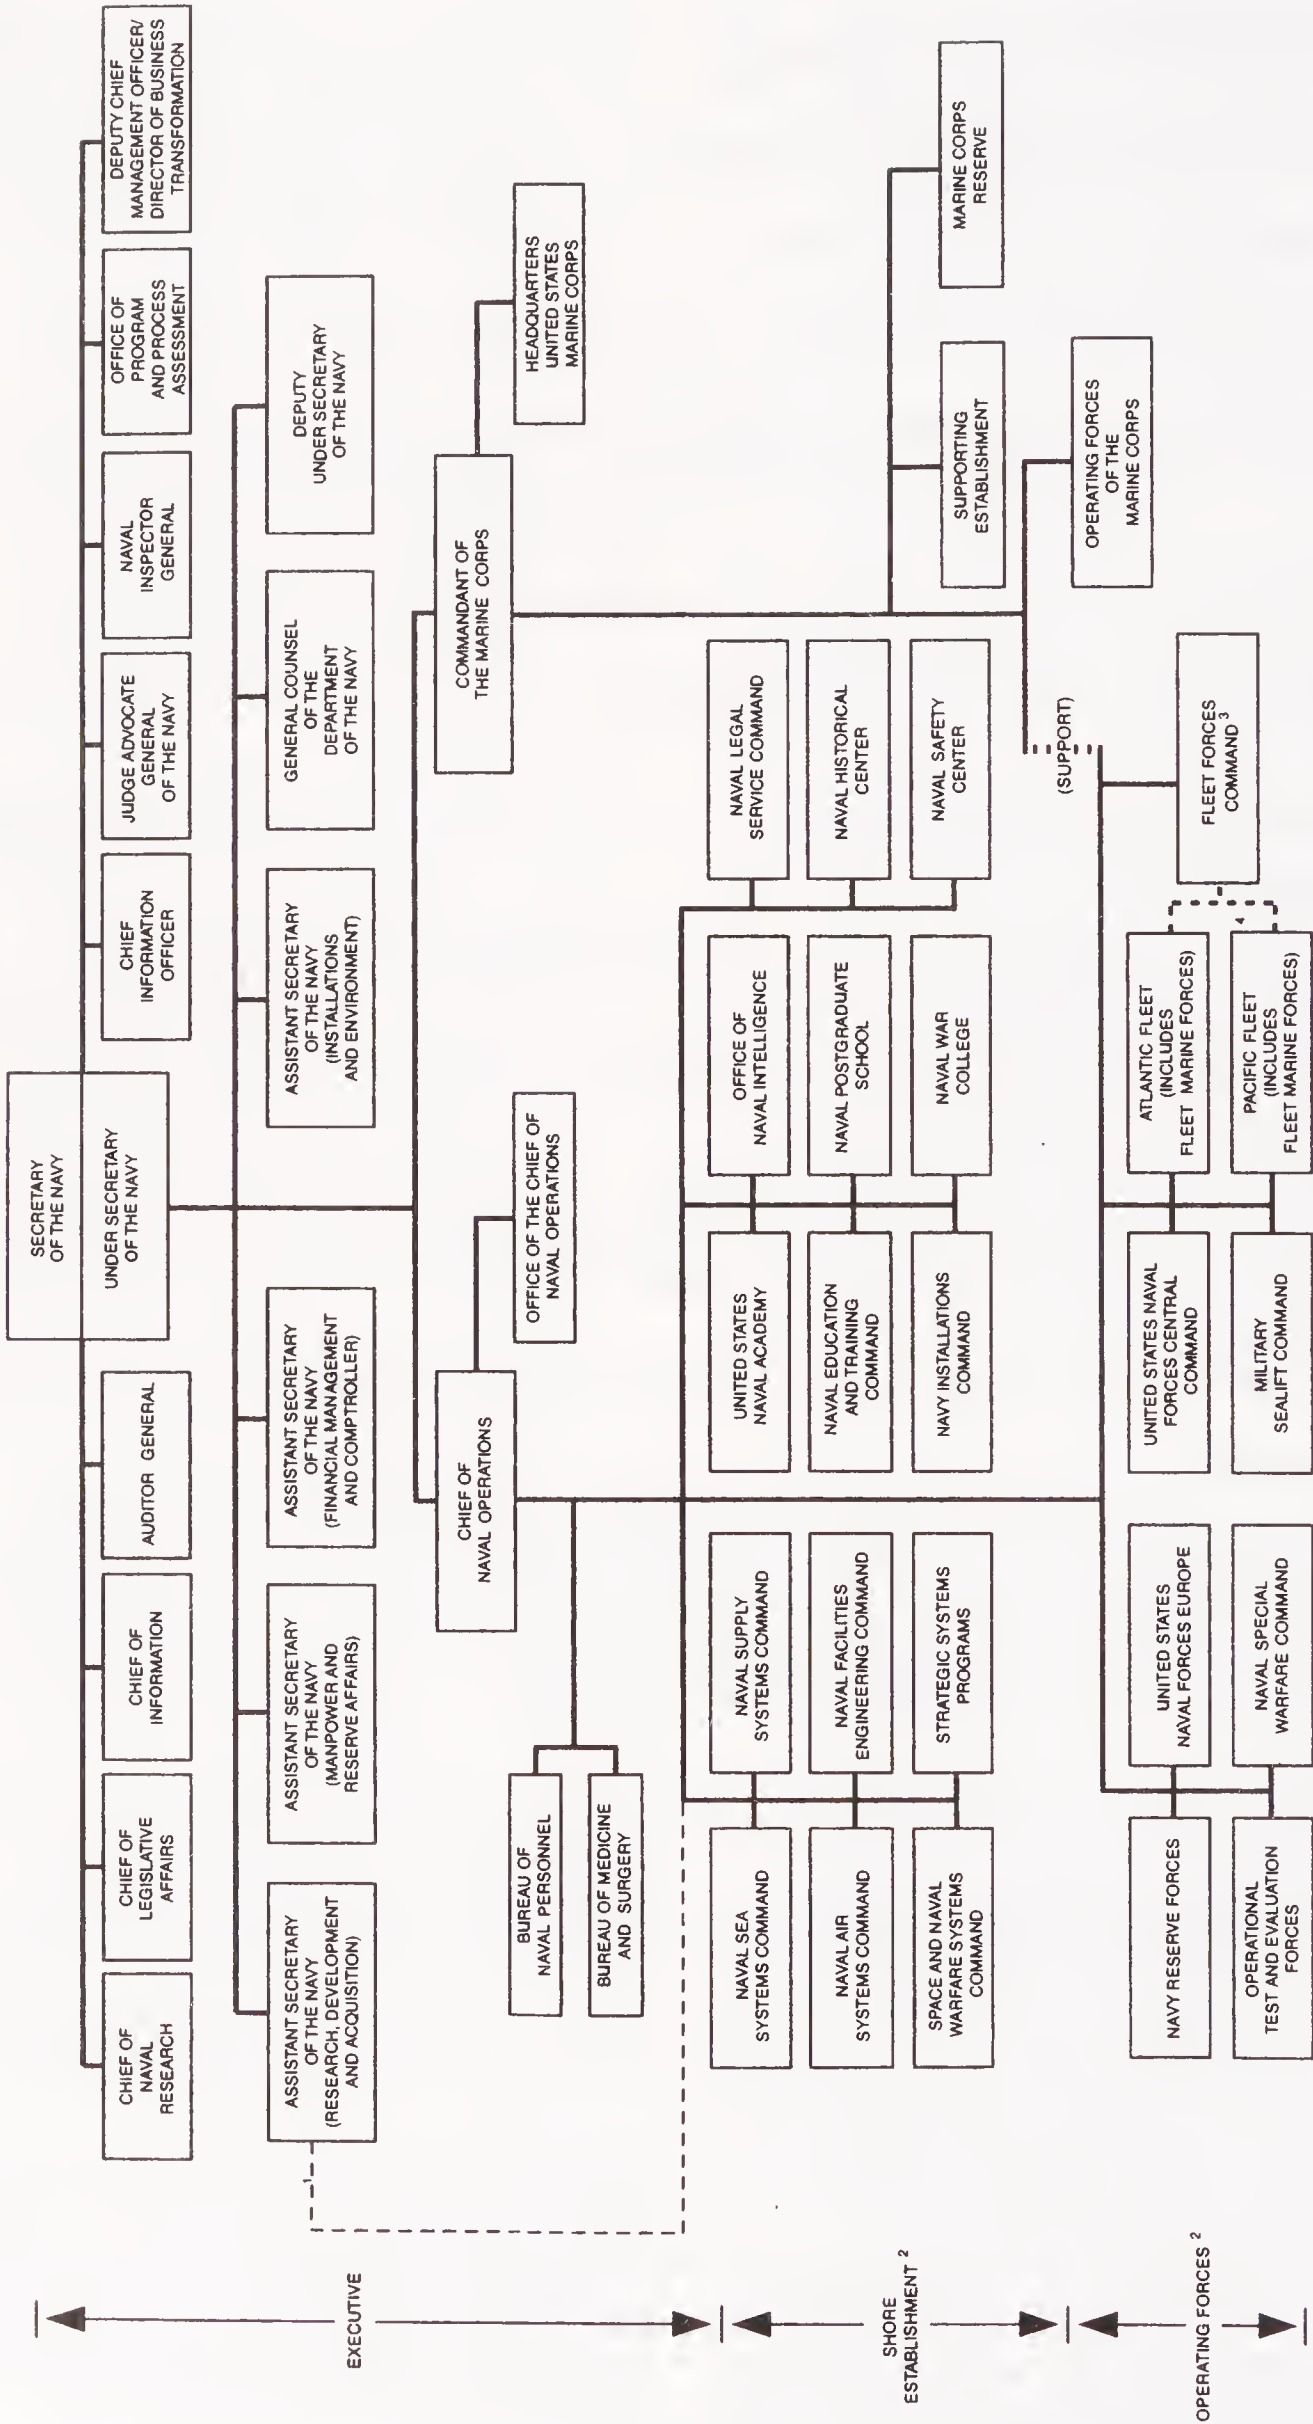 SECRETARY
OF THE NAVY
UNDER SECRETARY
OF THE NAVY
CHIEF OF
NAVAL
RESEARCH
CHIEF OF
LEGISLATIVE
AFFAIRS
CHIEF OF
INFORMATION
AUDITOR GENERAL
CHIEF
INFORMATION
OFFICER
JUDGE ADVOCATE
GENERAL
OF THE NAVY
NAVAL
INSPECTOR
GENERAL
OFFICE OF
PROGRAM
AND PROCESS
ASSESSMENT
DEPUTY CHIEF
MANAGEMENT OFFICER/
DIRECTOR OF BUSINESS
TRANSFORMATION
ASSISTANT SECRETARY
OF THE NAVY
(RESEARCH, DEVELOPMENT
AND ACQUISITION)
ASSISTANT SECRETARY
OF THE NAVY
(MANPOWER AND
RESERVE AFFAIRS)
ASSISTANT SECRETARY
OF THE NAVY
(FINANCIAL MANAGEMENT
AND COMPTROLLER)
ASSISTANT SECRETARY
OF THE NAVY
(INSTALLATIONS
AND ENVIRONMENT)
GENERAL COUNSEL
OF THE
DEPARTMENT
OF THE NAVY
DEPUTY
UNDER SECRETARY
OF THE NAVY
1
EXECUTIVE
CHIEF OF
NAVAL OPERATIONS
COMMANDANT OF
THE MARINE CORPS
OFFICE OF THE CHIEF OF
NAVAL OPERATIONS
HEADQUARTERS
UNITED STATES
MARINE CORPS
BUREAU OF
NAVAL PERSONNEL
BUREAU OF MEDICINE
AND SURGERY
SHORE
ESTABLISHMENT 2
NAVAL SEA
SYSTEMS COMMAND
NAVAL SUPPLY
SYSTEMS COMMAND
UNITED STATES
NAVAL ACADEMY
OFFICE OF
NAVAL INTELLIGENCE
NAVAL LEGAL
SERVICE COMMAND
NAVAL AIR
SYSTEMS COMMAND
NAVAL FACILITIES
ENGINEERING COMMAND
NAVAL EDUCATION
AND TRAINING
COMMAND
NAVAL POSTGRADUATE
SCHOOL
NAVAL HISTORICAL
CENTER
SPACE AND NAVAL
WARFARE SYSTEMS
COMMAND
STRATEGIC SYSTEMS
PROGRAMS
NAVY INSTALLATIONS
COMMAND
NAVAL WAR
COLLEGE
NAVAL SAFETY
CENTER
SUPPORTING
ESTABLISHMENT
MARINE CORPS
RESERVE
(SUPPORT)
OPERATING FORCES
OF THE
MARINE CORPS
OPERATING FORCES 2
NAVY RESERVE FORCES
UNITED STATES
NAVAL FORCES EUROPE
UNITED STATES NAVAL
FORCES CENTRAL
COMMAND
ATLANTIC FLEET
(INCLUDES
FLEET MARINE FORCES)
FLEET FORCES
COMMAND 3
4
OPERATIONAL
TEST AND EVALUATION
FORCES
NAVAL SPECIAL
WARFARE COMMAND
MILITARY
SEALIFT COMMAND
PACIFIC FLEET
(INCLUDES
FLEET MARINE FORCES)